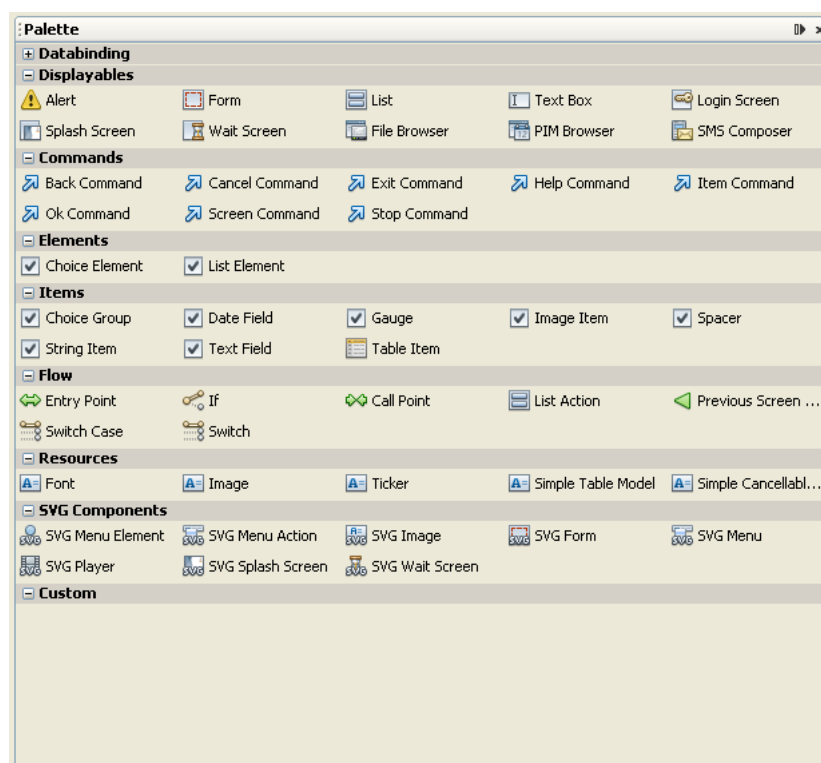 Palette
Databinding
Displayables
Alert Form List Text Box Login Screen
Splash Screen Wait Screen File Browser PIM Browser SMS Composer
Commands
Back Command Cancel Command Exit Command Help Command Item Command
Ok Command Screen Command Stop Command
Elements
Choice Element List Element
Items
Choice Group Date Field Gauge Image Item Spacer
String Item Text Field Table Item
Flow
Entry Point If Call Point List Action Previous Screen ...
Switch Case Switch
Resources
Font Image Ticker Simple Table Model Simple Cancellabl...
SVG Components
SVG Menu Element SVG Menu Action SVG Image SVG Form SVG Menu
SVG Player SVG Splash Screen SVG Wait Screen
Custom